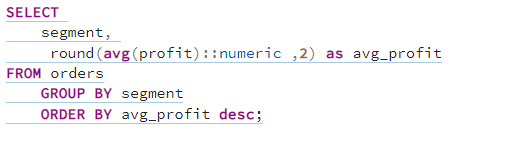 SELECT
segment,
round(avg(profit)::numeric ,2) as avg_profit
FROM orders
GROUP BY segment
ORDER BY avg_profit desc;